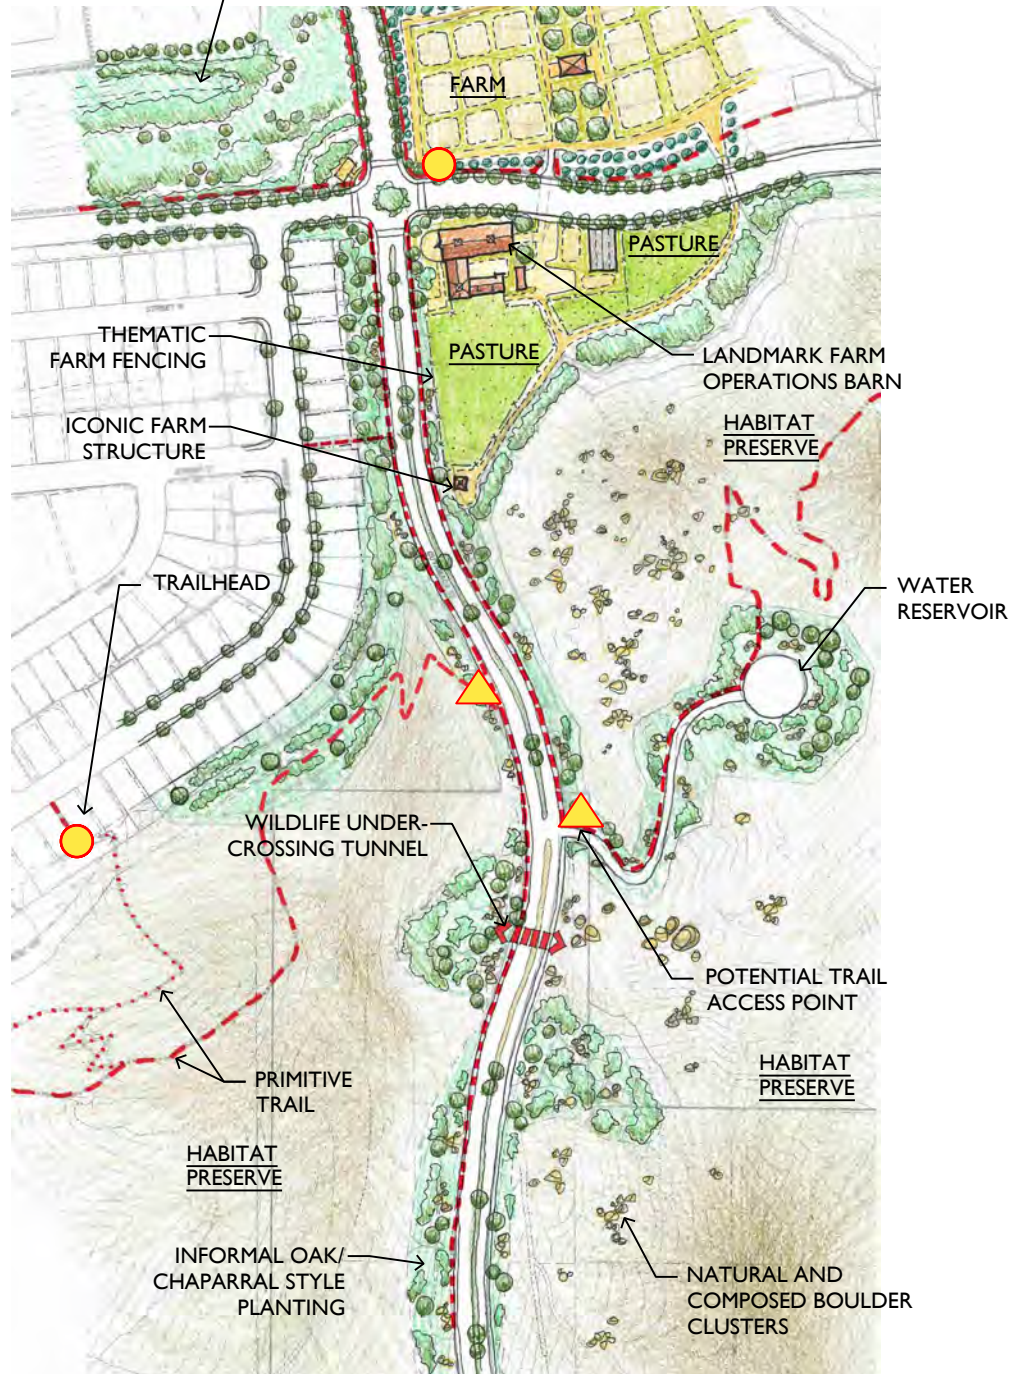 FARM
PASTURE
THEMATIC
FARM FENCING
PASTURE
LANDMARK FARM
OPERATIONS BARN
ICONIC FARM
STRUCTURE
HABITAT
PRESERVE
TRAILHEAD
WATER
RESERVOIR
WILDLIFE UNDER-
CROSSING TUNNEL
POTENTIAL TRAIL
ACCESS POINT
PRIMITIVE
TRAIL
HABITAT
PRESERVE
HABITAT
PRESERVE
INFORMAL OAK/
CHAPARRAL STYLE
PLANTING
NATURAL AND
COMPOSED BOULDER
CLUSTERS